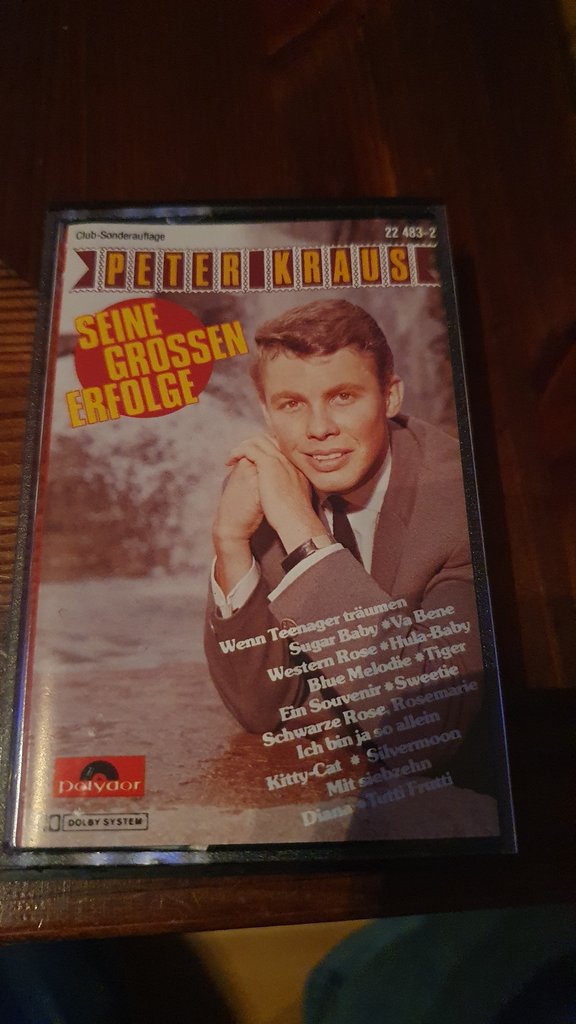 Club-Sonderauflage
22 483-2
PETER KRAUS
SEINE
GROSSEN
ERFOLGE
Wenn Teenager träumen
Sugar Baby * Va Bene
Western Rose * Hula-Baby
Blue Melodie * Tiger
Ein Souvenir * Sweetie
Schwarze Rose, Rosemarie
Ich bin ja so allein
Kitty-Cat * Silvermoon
Mit siebzehn
Diana * Tutti Frutti
polydor
DOLBY SYSTEM